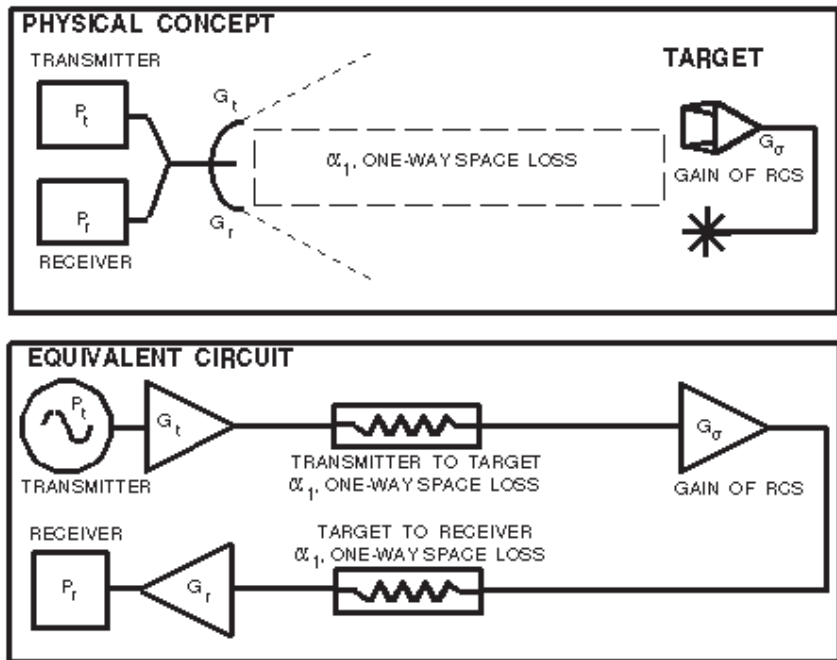 PHYSICAL CONCEPT
TRANSMITTER
TARGET
Pt
Gt
α1, ONE-WAY SPACE LOSS
Gσ
GAIN OF RCS
Pr
Gr
RECEIVER
EQUIVALENT CIRCUIT
Pt
Gt
Gσ
TRANSMITTER
TRANSMITTER TO TARGET
α1, ONE-WAY SPACE LOSS
GAIN OF RCS
RECEIVER
TARGET TO RECEIVER
α1, ONE-WAY SPACE LOSS
Pr
Gr